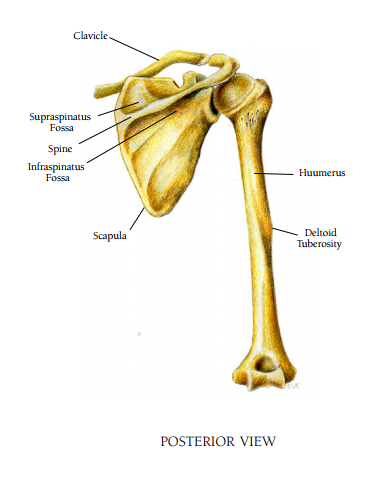 Clavicle
Supraspinatus
Fossa
Spine
Infraspinatus
Fossa
Scapula
Huumerus
Deltoid
Tuberosity
POSTERIOR VIEW